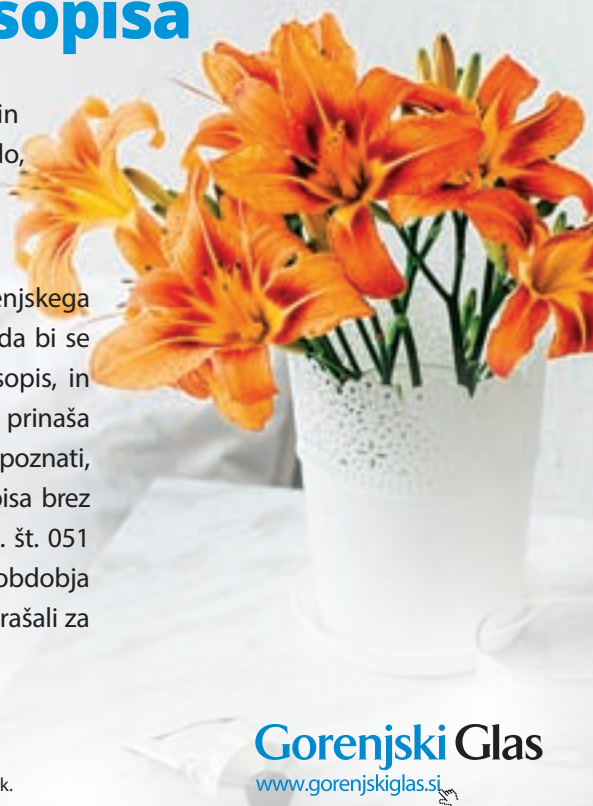 sopisa
in
lo,
enjskega
da bi se
sopis, in
prinaša
poznati,
pisa brez
. št. 051
obdobja
rašali za
Gorenjski Glas
www.gorenjskiglas.si
k.